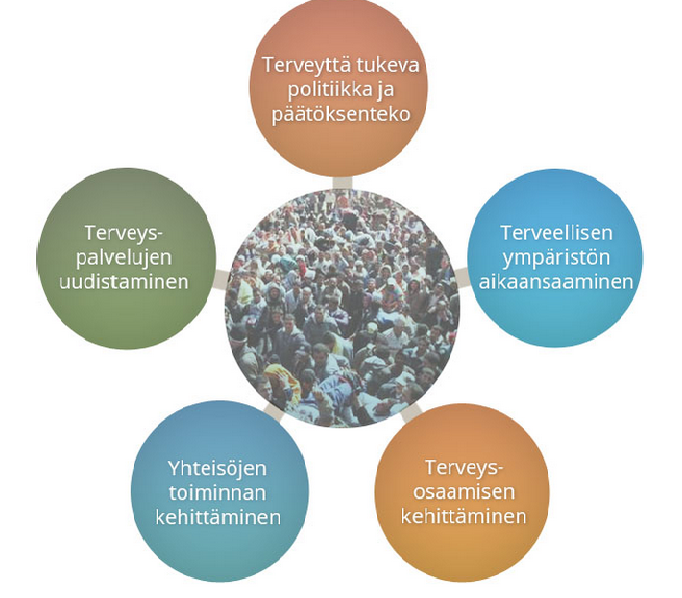 Terveyttä tukeva
politiikka ja
päätöksenteko
Terveellisen
ympäristön
aikaansaaminen
Terveys-
osaamisen
kehittäminen
Yhteisöjen
toiminnan
kehittäminen
Terveys-
palvelujen
uudistaminen